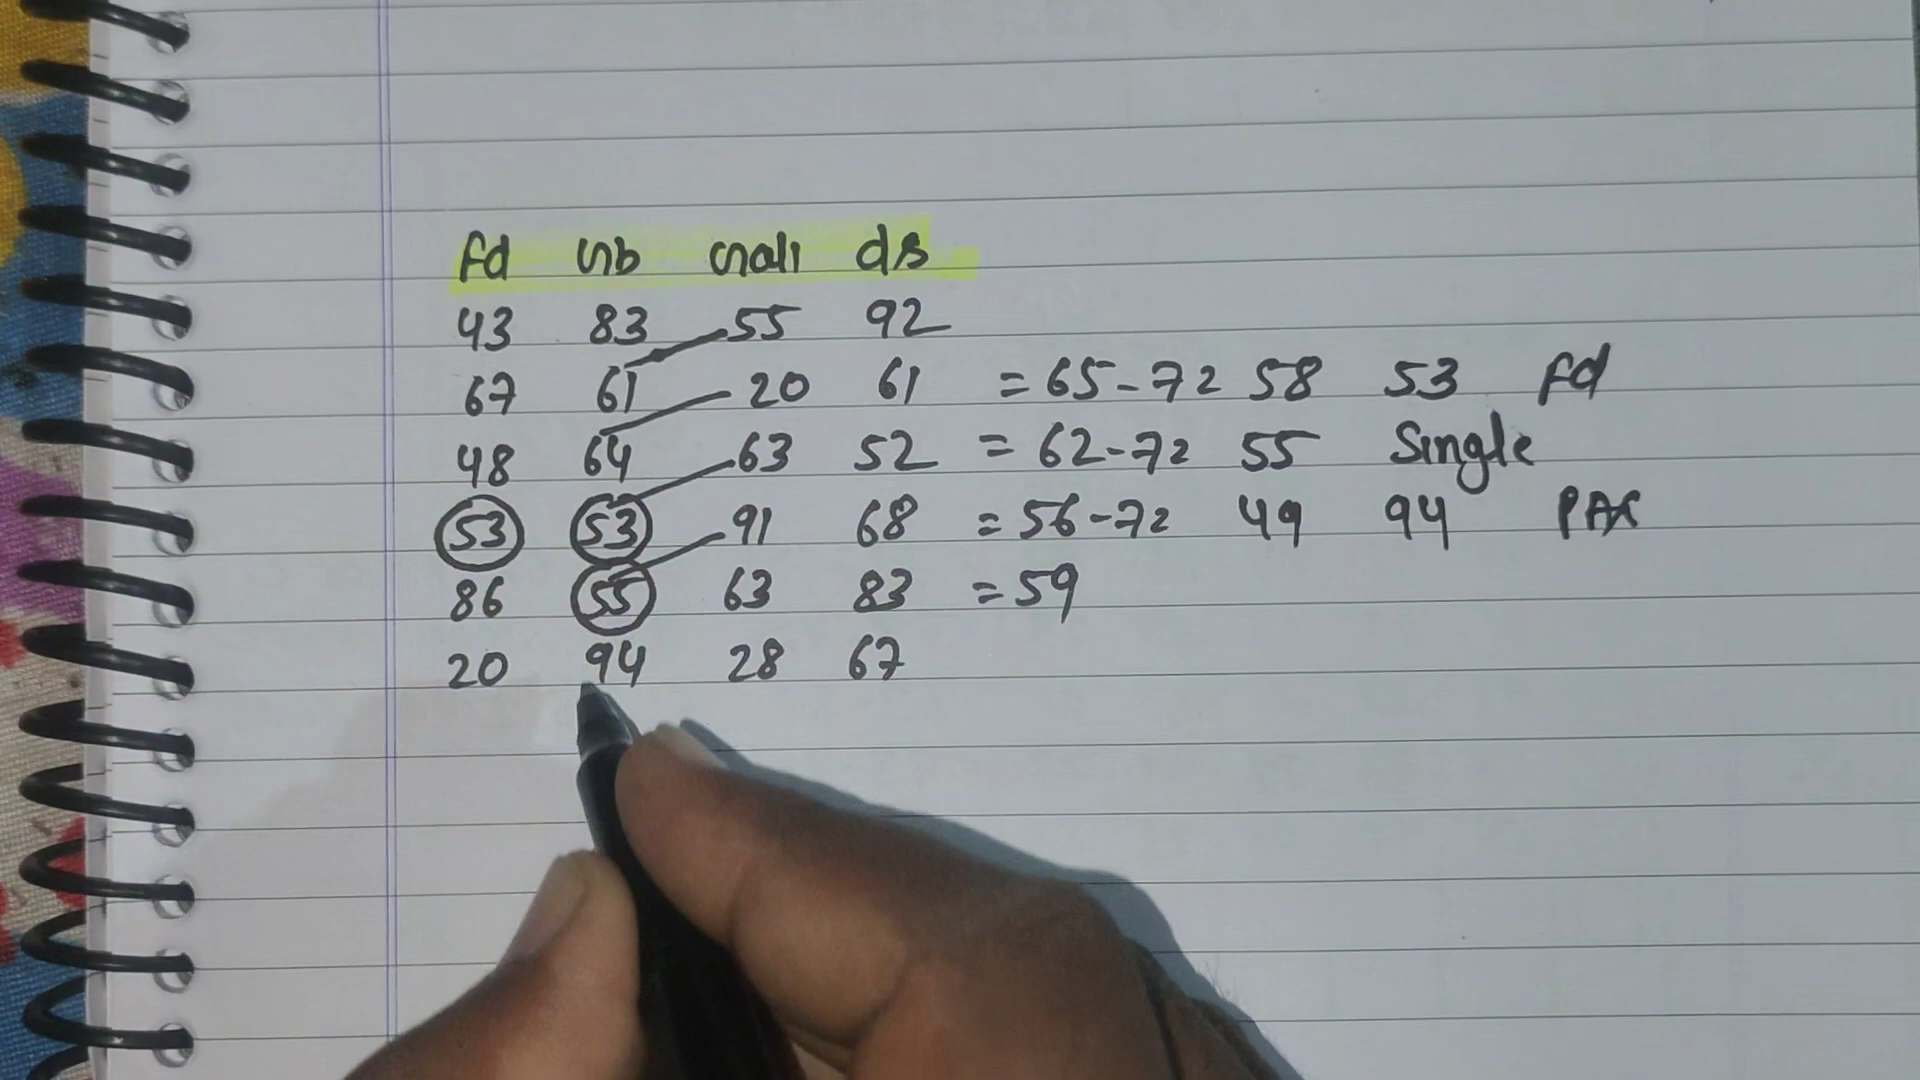 Fd Gb Gali ds
43 83 55 92
67 61 20 61 = 65-72 58 53 Fd
48 64 63 52 = 62-72 55 Single
53 53 91 68 = 56-72 49 94
86 55 63 83 = 59
20 94 28 67